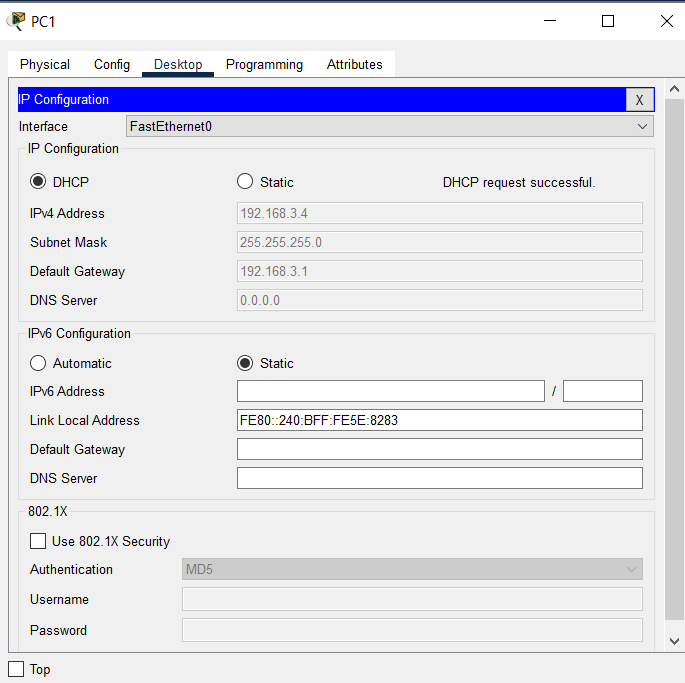 PC1
Physical Config Desktop Programming Attributes
IP Configuration X
Interface FastEthernet0
IP Configuration
DHCP Static DHCP request successful.
IPv4 Address 192.168.3.4
Subnet Mask 255.255.255.0
Default Gateway 192.168.3.1
DNS Server 0.0.0.0
IPv6 Configuration
Automatic Static
IPv6 Address /
Link Local Address FE80::240:BFF:FE5E:8283
Default Gateway
DNS Server
802.1X
Use 802.1X Security
Authentication MD5
Username
Password
Top